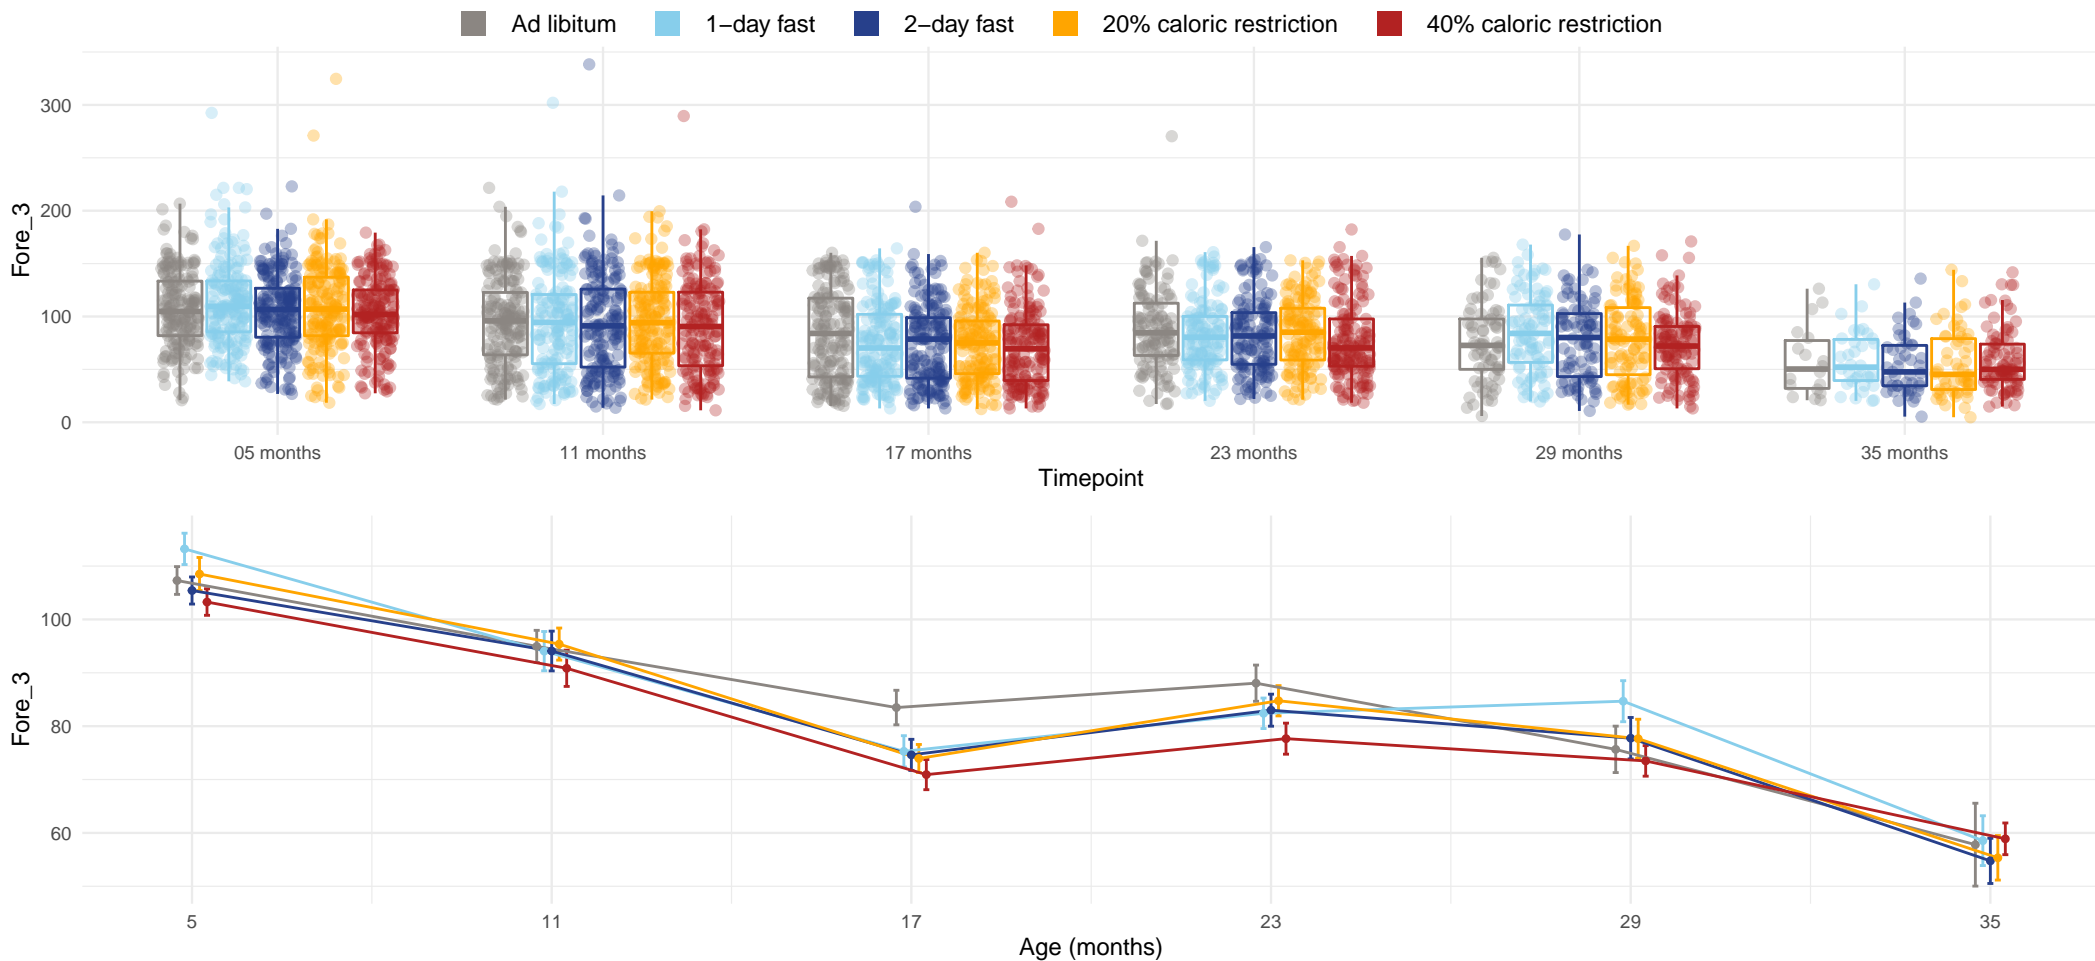 Ad libitum 1−day fast 2−day fast 20% caloric restriction 40% caloric restriction
300
200
100
0
Fore_3
05 months 11 months 17 months 23 months 29 months 35 months
Timepoint
100
80
60
Fore_3
5 11 17 23 29 35
Age (months)